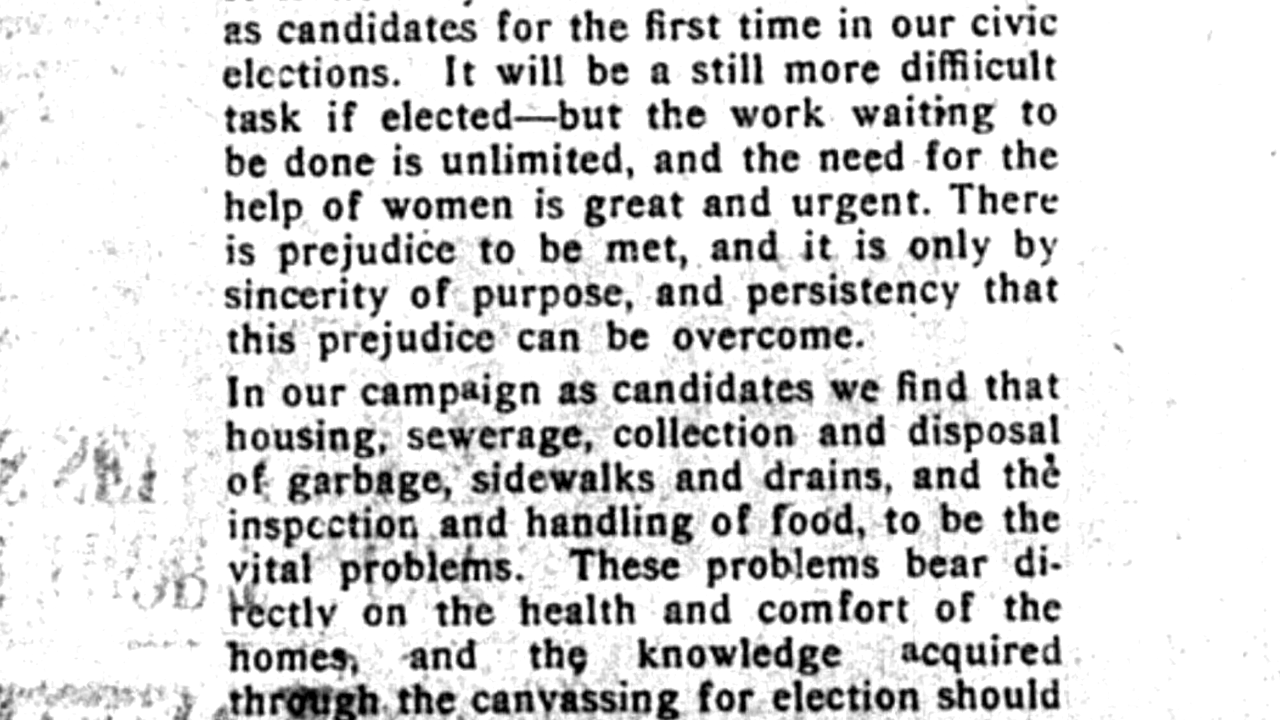 as candidates for the first time in our civic
elections. It will be a still more diffiicult
task if elected—but the work waiting to
be done is unlimited, and the need for the
help of women is great and urgent. There
is prejudice to be met, and it is only by
sincerity of purpose, and persistency that
this prejudice can be overcome.
In our campaign as candidates we find that
housing, sewerage, collection and disposal
of garbage, sidewalks and drains, and the
inspection and handling of food, to be the
vital problems. These problems bear di-
rectly on the health and comfort of the
homes, and the knowledge acquired
through the canvassing for election should